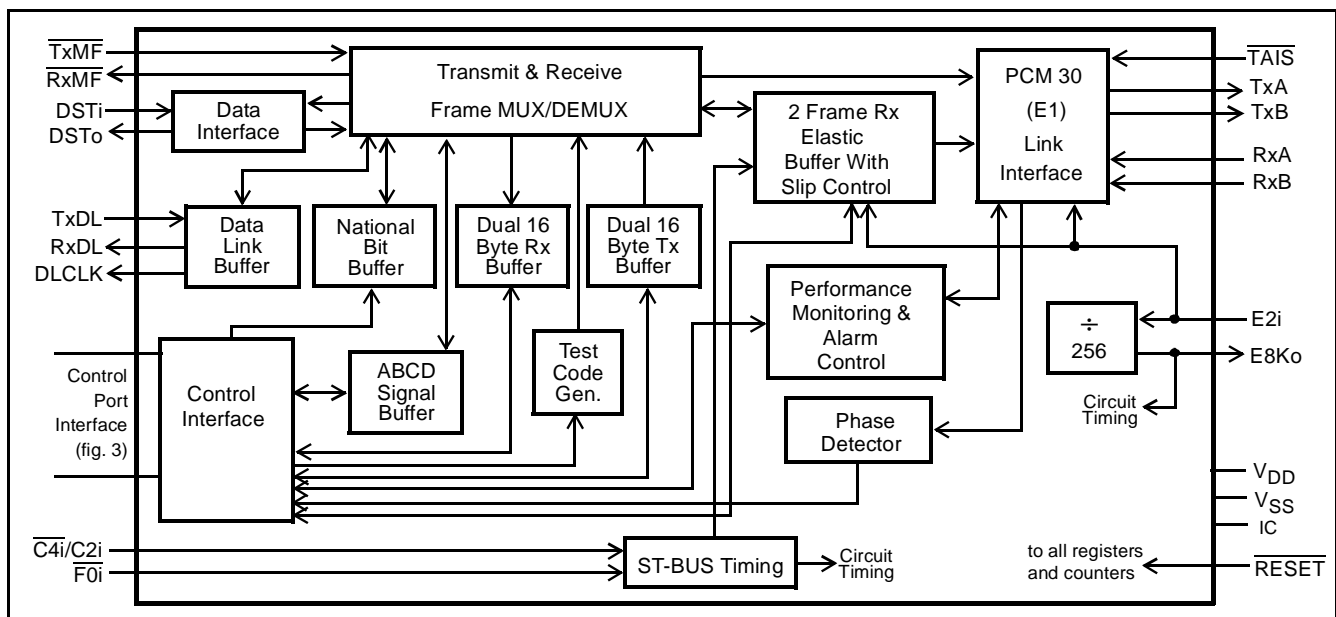 TxMF
RxMF
DSTi
DSTo
TxDL
RxDL
DLCLK
Control
Port
Interface
(fig. 3)
C4i/C2i
F0i
Data
Interface
Transmit & Receive
Frame MUX/DEMUX
2 Frame Rx
Elastic
Buffer With
Slip Control
PCM 30
(E1)
Link
Interface
TAIS
TxA
TxB
RxA
RxB
Data
Link
Buffer
National
Bit
Buffer
Dual 16
Byte Rx
Buffer
Dual 16
Byte Tx
Buffer
Performance
Monitoring &
Alarm
Control
÷
256
E2i
E8Ko
Circuit
Timing
Control
Interface
ABCD
Signal
Buffer
Test
Code
Gen.
Phase
Detector
VDD
VSS
IC
ST-BUS Timing
Circuit
Timing
to all registers
and counters
RESET